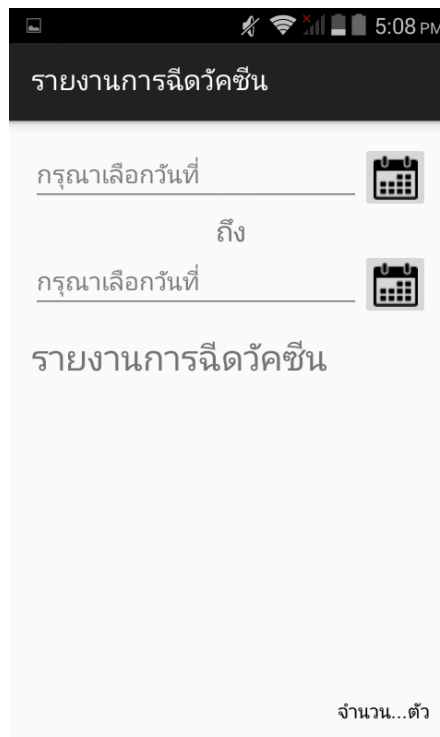 5:08 PM
รายงานการฉีดวัคซีน
กรุณาเลือกวันที่
ถึง
กรุณาเลือกวันที่
รายงานการฉีดวัคซีน
จำนวน...ตัว